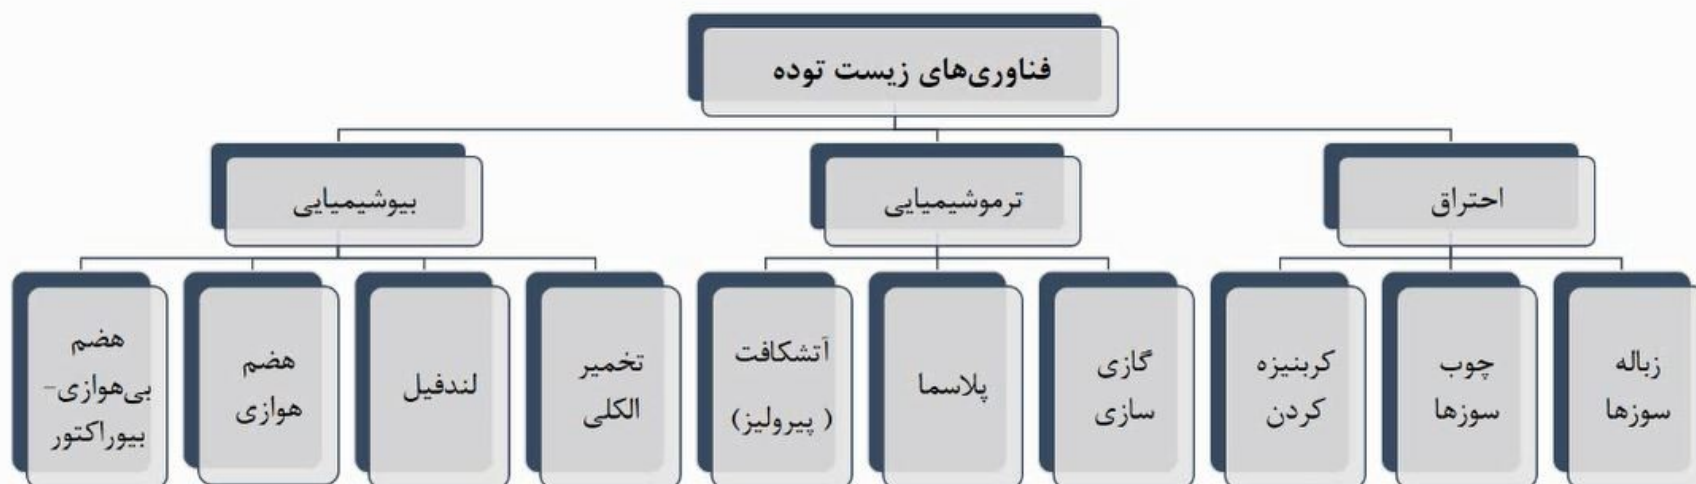 فناوری‌های زیست توده
احتراق
ترموشیمیایی
بیوشیمیایی
زباله
سوزها
چوب
سوزها
کربنیزه
کردن
گازی
سازی
پلاسما
آتشکافت
( پیرولیز)
تخمیر
الکلی
لندفیل
هضم
هوازی
هضم
بی‌هوازی-
بیوراکتور